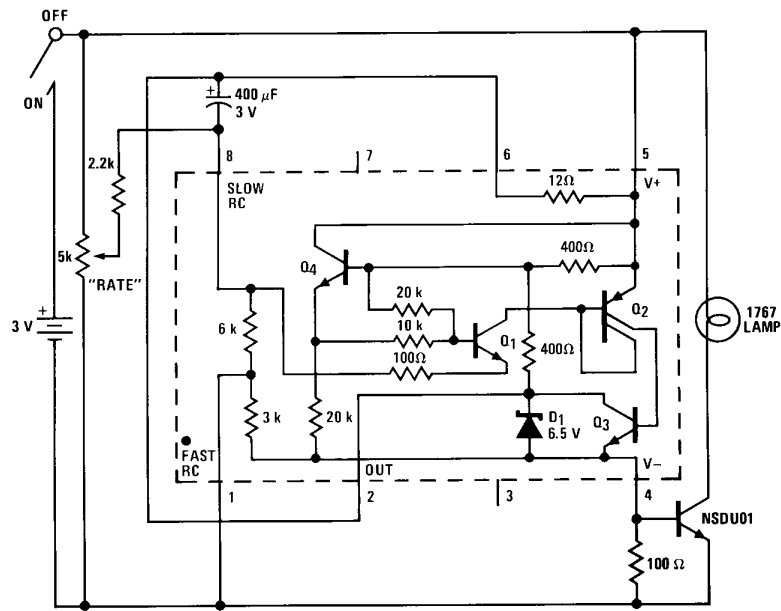 OFF
ON
+
400 μF
3 V
2.2k
8
7
6
5
SLOW
RC
12Ω
V+
Q4
400Ω
5k
"RATE"
20 k
Q2
+
3 V
6 k
10 k
Q1
100Ω
400Ω
1767
LAMP
3 k
20 k
D1
6.5 V
Q3
FAST
RC
OUT
V−
1
2
3
4
NSDU01
100 Ω